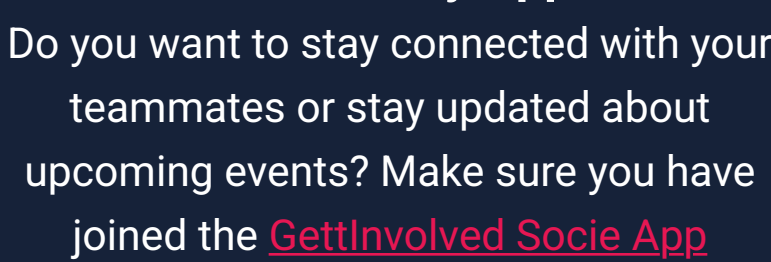 Do you want to stay connected with your
teammates or stay updated about
upcoming events? Make sure you have
joined the GettInvolved Socie App